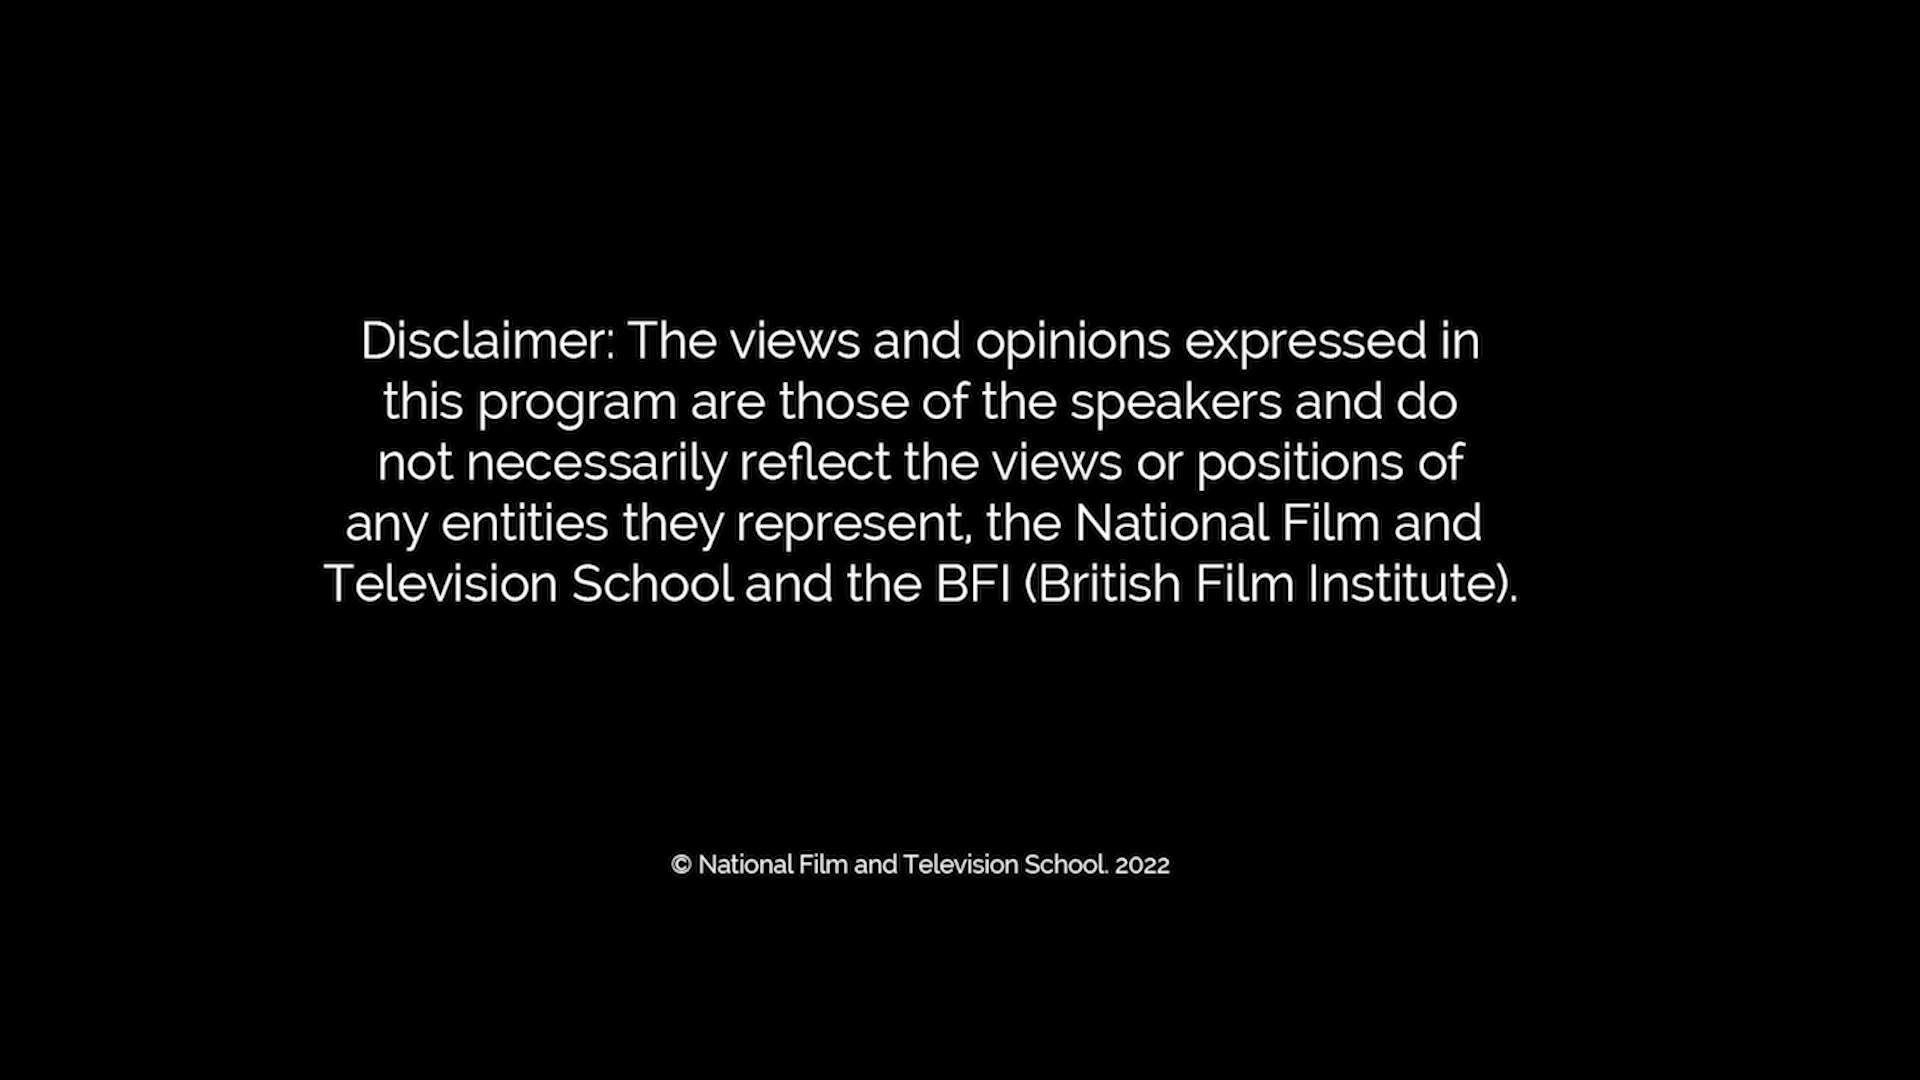 Disclaimer: The views and opinions expressed in
this program are those of the speakers and do
not necessarily reflect the views or positions of
any entities they represent, the National Film and
Television School and the BFI (British Film Institute).
© National Film and Television School. 2022